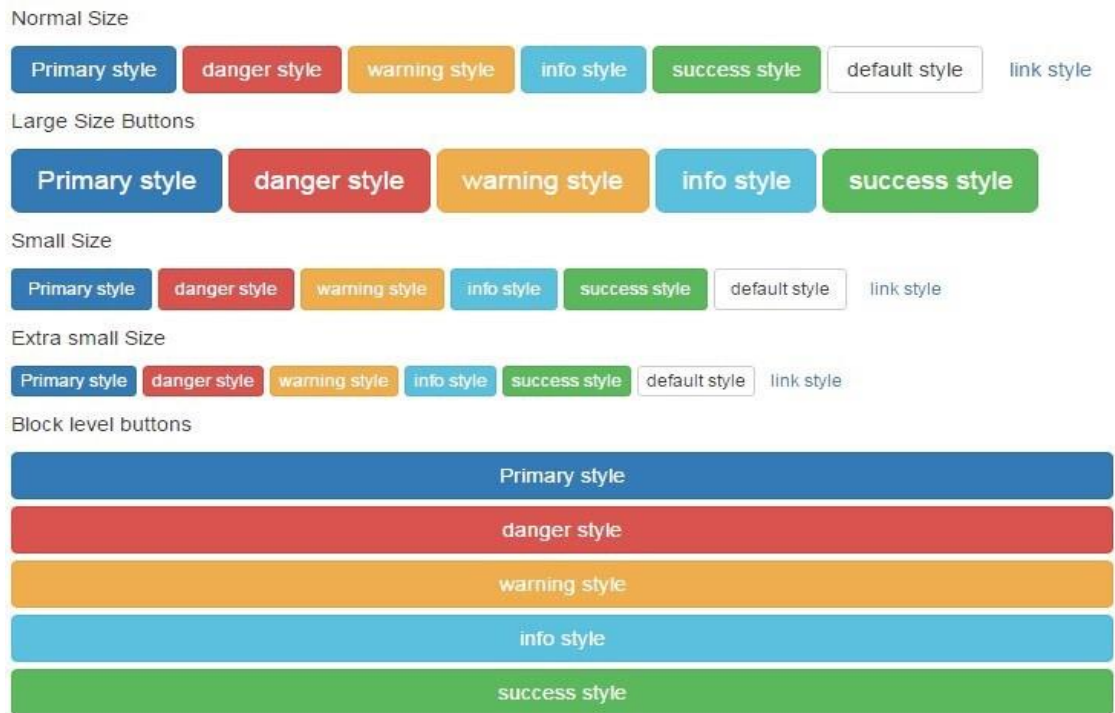 Normal Size
Primary style danger style warning style info style success style default style link style
Large Size Buttons
Primary style danger style warning style info style success style
Small Size
Primary style danger style warning style info style success style default style link style
Extra small Size
Primary style danger style warning style info style success style default style link style
Block level buttons
Primary style
danger style
warning style
info style
success style